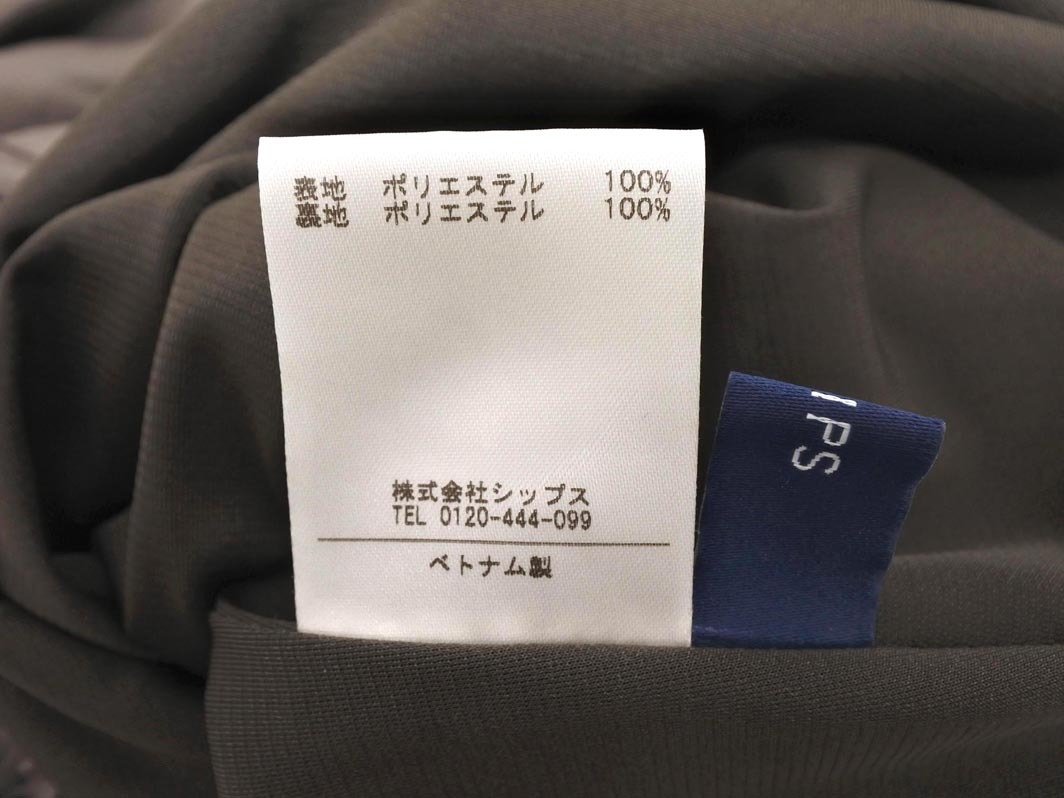 表地 ポリエステル 100%
裏地 ポリエステル 100%
株式会社シップス
TEL 0120-444-099
ベトナム製
IPS